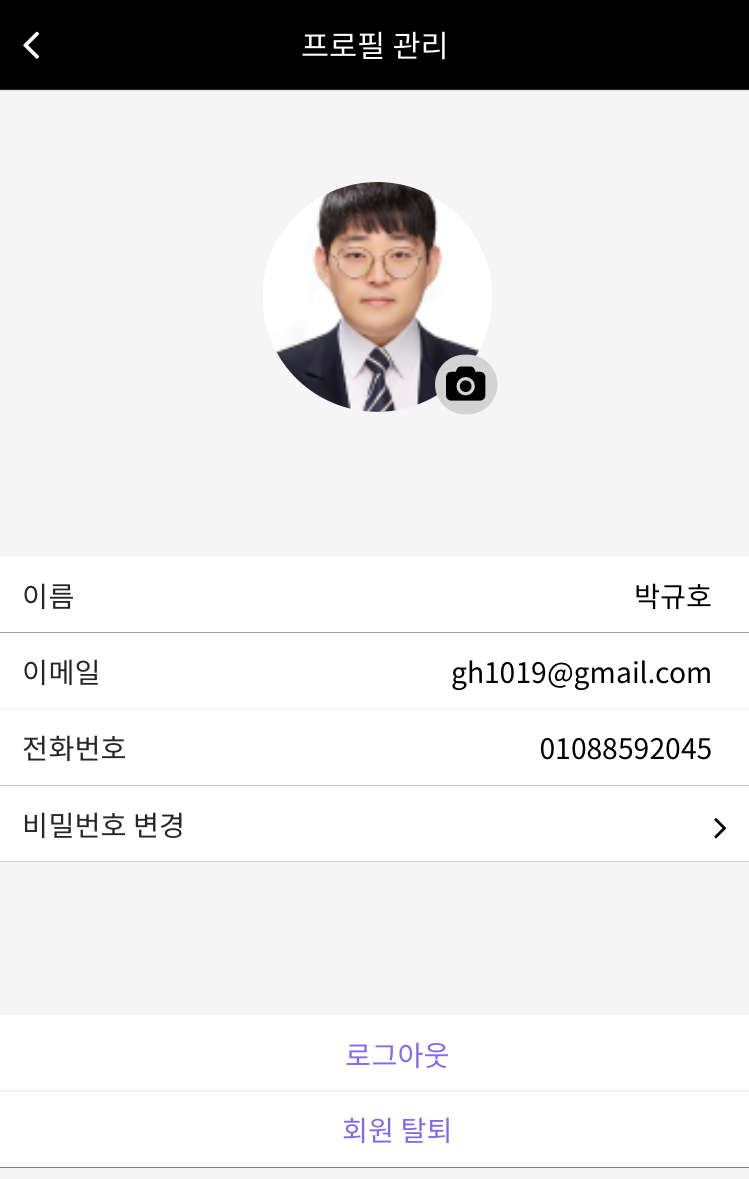 프로필 관리
이름 박규호
이메일 gh1019@gmail.com
전화번호 01088592045
비밀번호 변경
로그아웃
회원 탈퇴